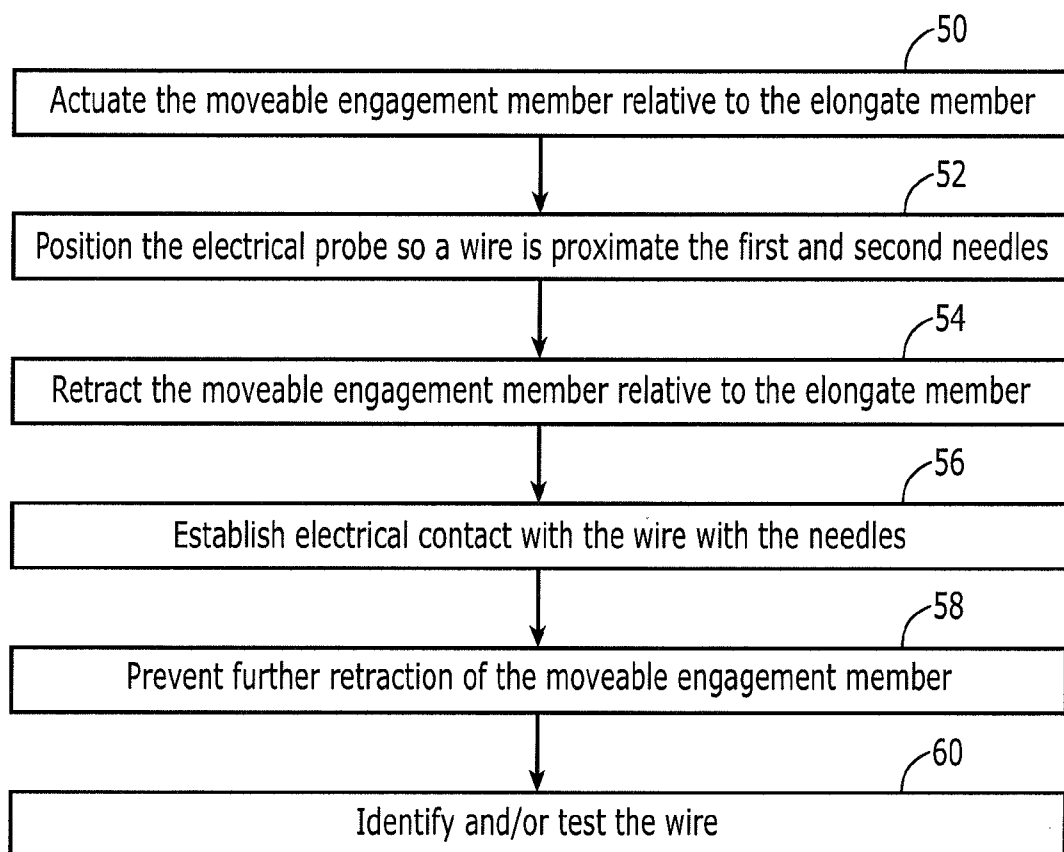 50
Actuate the moveable engagement member relative to the elongate member
52
Position the electrical probe so a wire is proximate the first and second needles
54
Retract the moveable engagement member relative to the elongate member
56
Establish electrical contact with the wire with the needles
58
Prevent further retraction of the moveable engagement member
60
Identify and/or test the wire